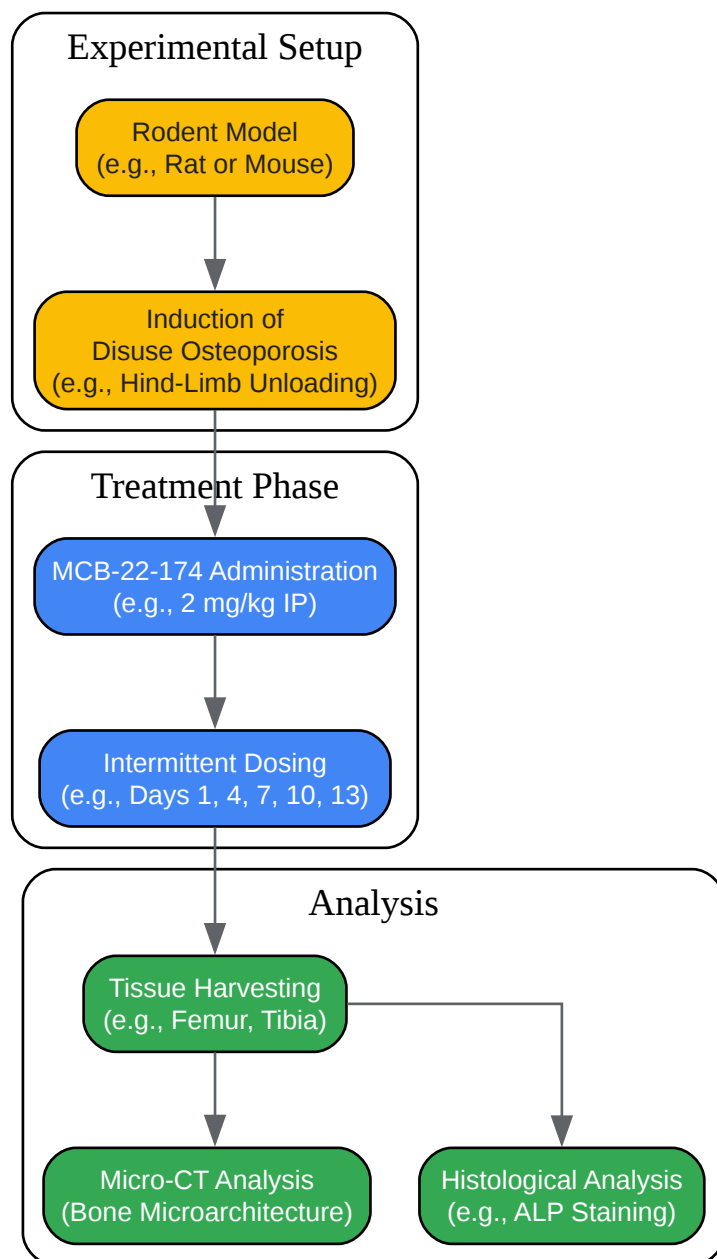 Experimental Setup
Rodent Model
(e.g., Rat or Mouse)
Induction of
Disuse Osteoporosis
(e.g., Hind-Limb Unloading)
Treatment Phase
MCB-22-174 Administration
(e.g., 2 mg/kg IP)
Intermittent Dosing
(e.g., Days 1, 4, 7, 10, 13)
Analysis
Tissue Harvesting
(e.g., Femur, Tibia)
Micro-CT Analysis
(Bone Microarchitecture)
Histological Analysis
(e.g., ALP Staining)